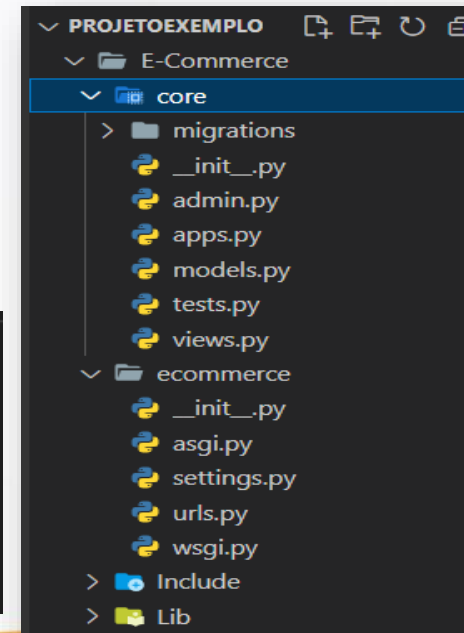 PROJETOEXEMPLO
E-Commerce
core
migrations
__init__.py
admin.py
apps.py
models.py
tests.py
views.py
ecommerce
__init__.py
asgi.py
settings.py
urls.py
wsgi.py
Include
Lib